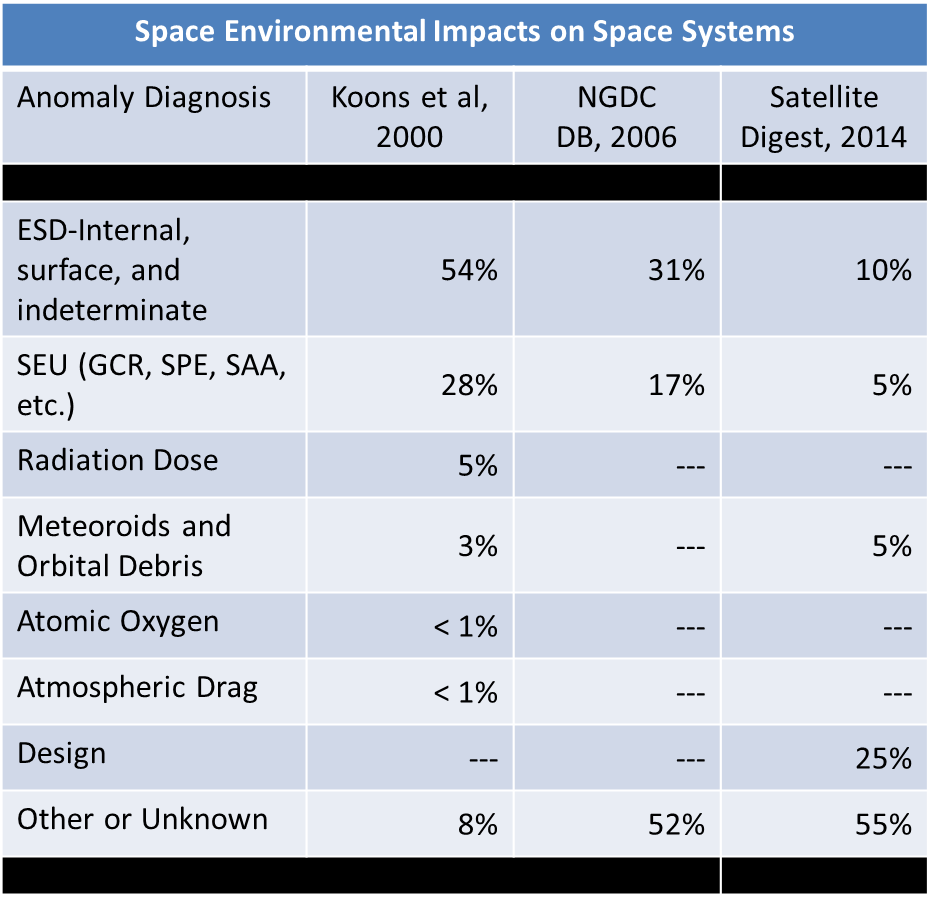 Space Environmental Impacts on Space Systems
Anomaly Diagnosis Koons et al, NGDC Satellite
2000 DB, 2006 Digest, 2014
ESD-Internal,
surface, and 54% 31% 10%
indeterminate
SEU (GCR, SPE, SAA, 28% 17% 5%
etc.)
Radiation Dose 5% --- ---
Meteoroids and 3% --- 5%
Orbital Debris
Atomic Oxygen < 1% --- ---
Atmospheric Drag < 1% --- ---
Design --- --- 25%
Other or Unknown 8% 52% 55%